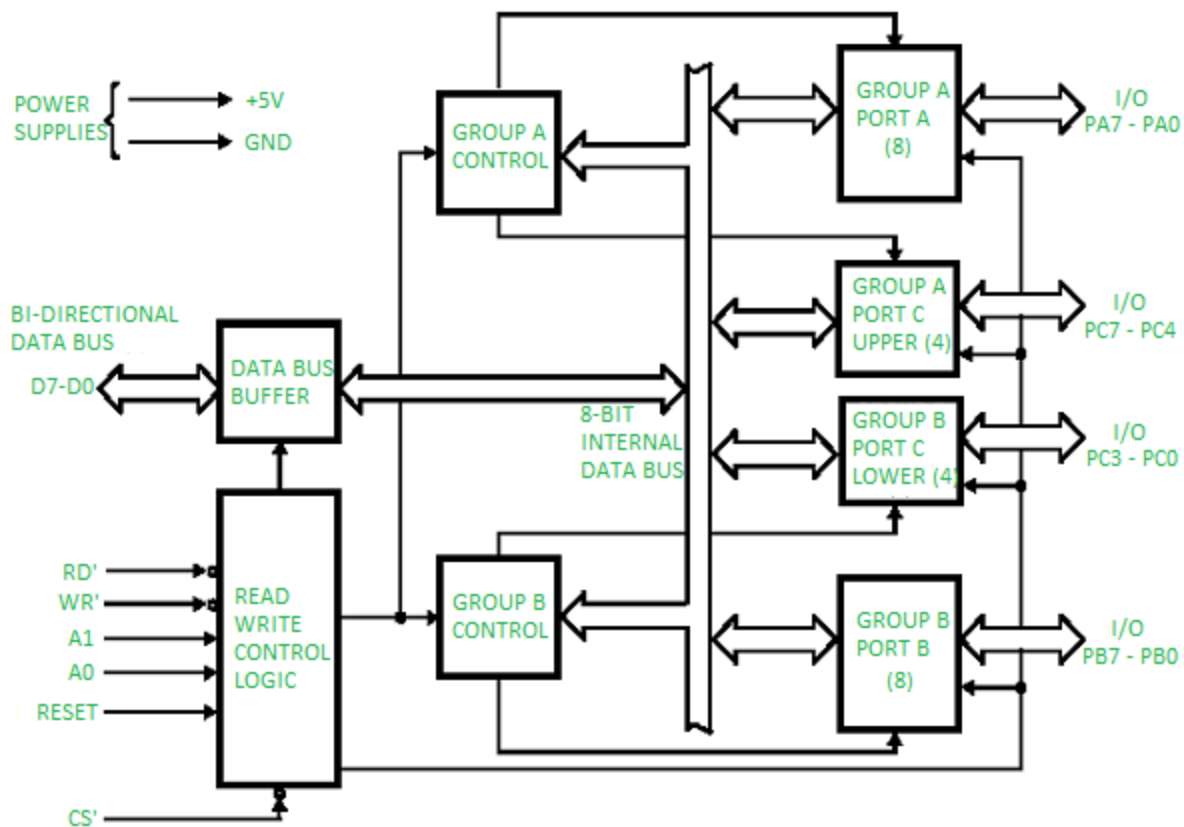 POWER
SUPPLIES
+5V
GND
GROUP A
CONTROL
GROUP A
PORT A
(8)
I/O
PA7 - PA0
GROUP A
PORT C
UPPER (4)
I/O
PC7 - PC4
BI-DIRECTIONAL
DATA BUS
D7-D0
DATA BUS
BUFFER
8-BIT
INTERNAL
DATA BUS
GROUP B
PORT C
LOWER (4)
I/O
PC3 - PC0
RD'
WR'
A1
A0
RESET
CS'
READ
WRITE
CONTROL
LOGIC
GROUP B
CONTROL
GROUP B
PORT B
(8)
I/O
PB7 - PB0